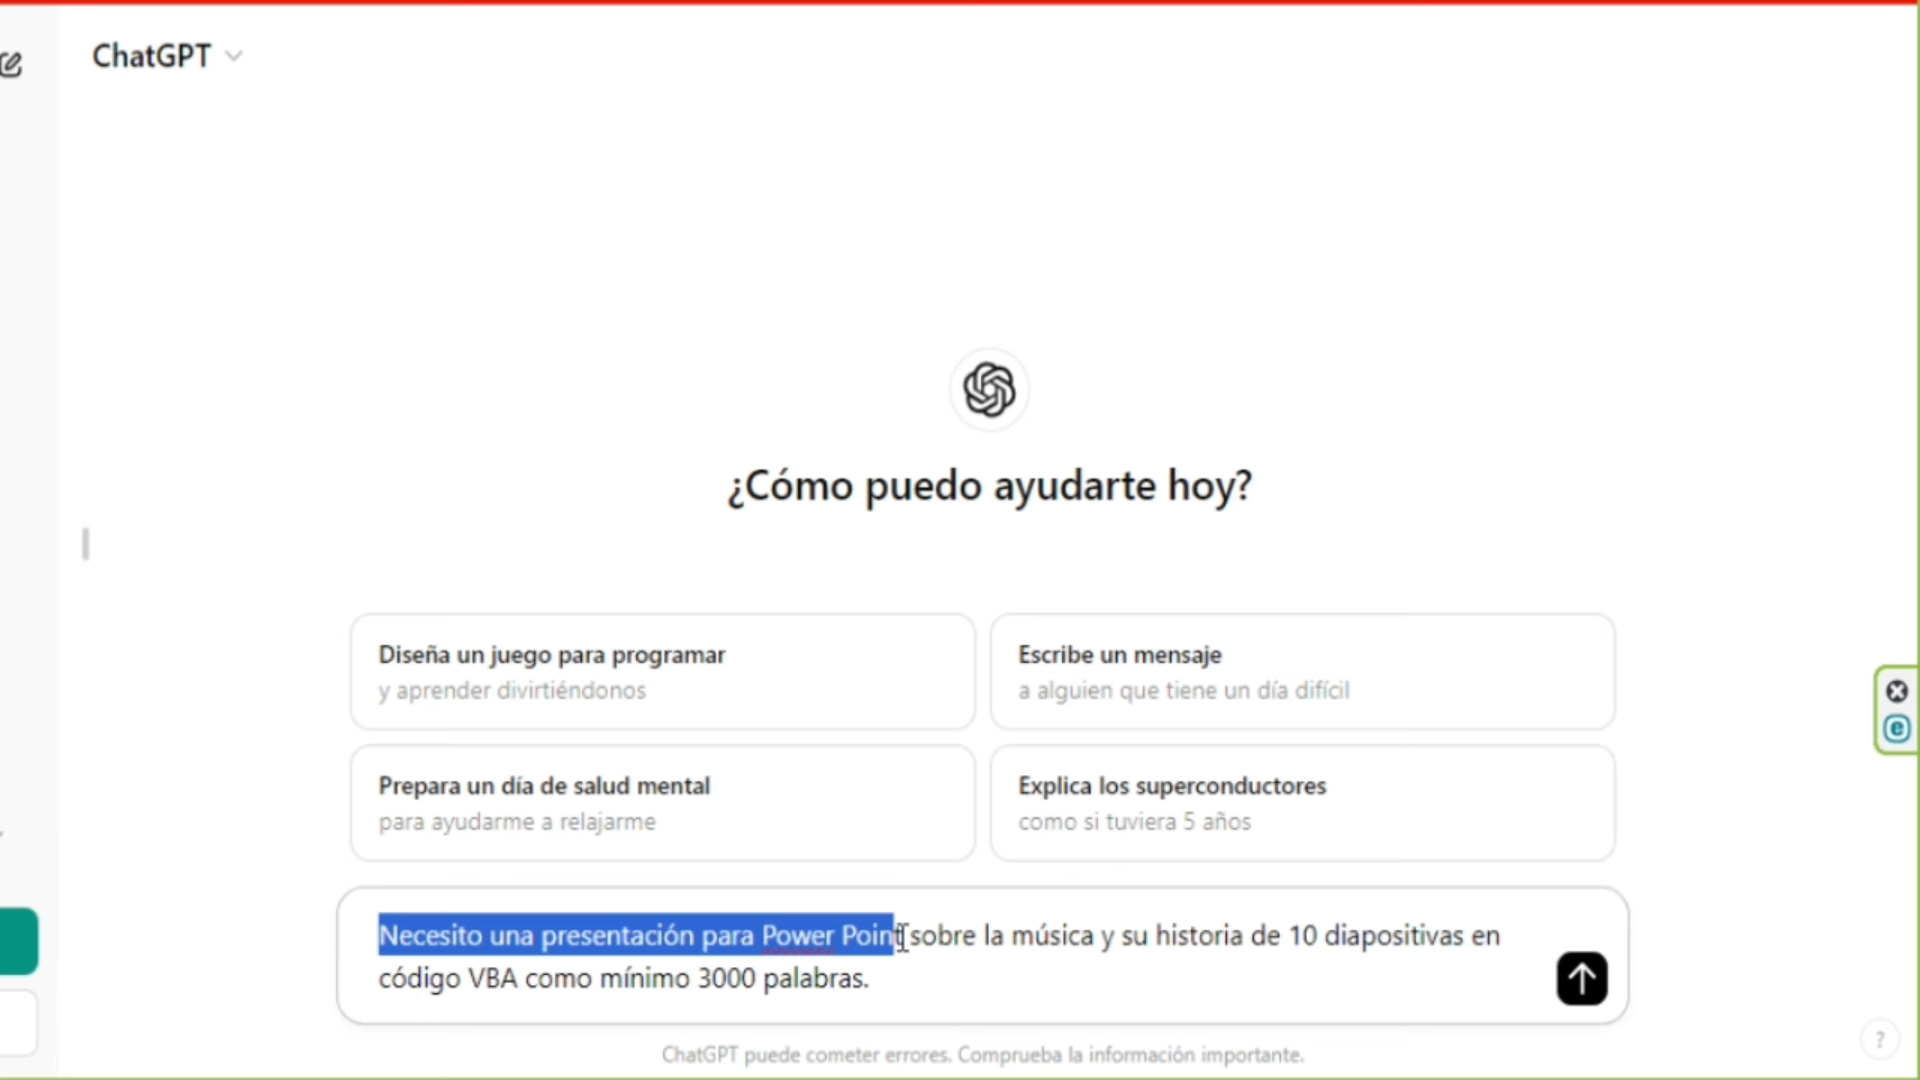 ChatGPT
¿Cómo puedo ayudarte hoy?
Diseña un juego para programar
y aprender divirtiéndonos
Escribe un mensaje
a alguien que tiene un día difícil
Prepara un día de salud mental
para ayudarme a relajarme
Explica los superconductores
como si tuviera 5 años
Necesito una presentación para Power Point sobre la música y su historia de 10 diapositivas en
código VBA como mínimo 3000 palabras.
ChatGPT puede cometer errores. Comprueba la información importante.
?
e